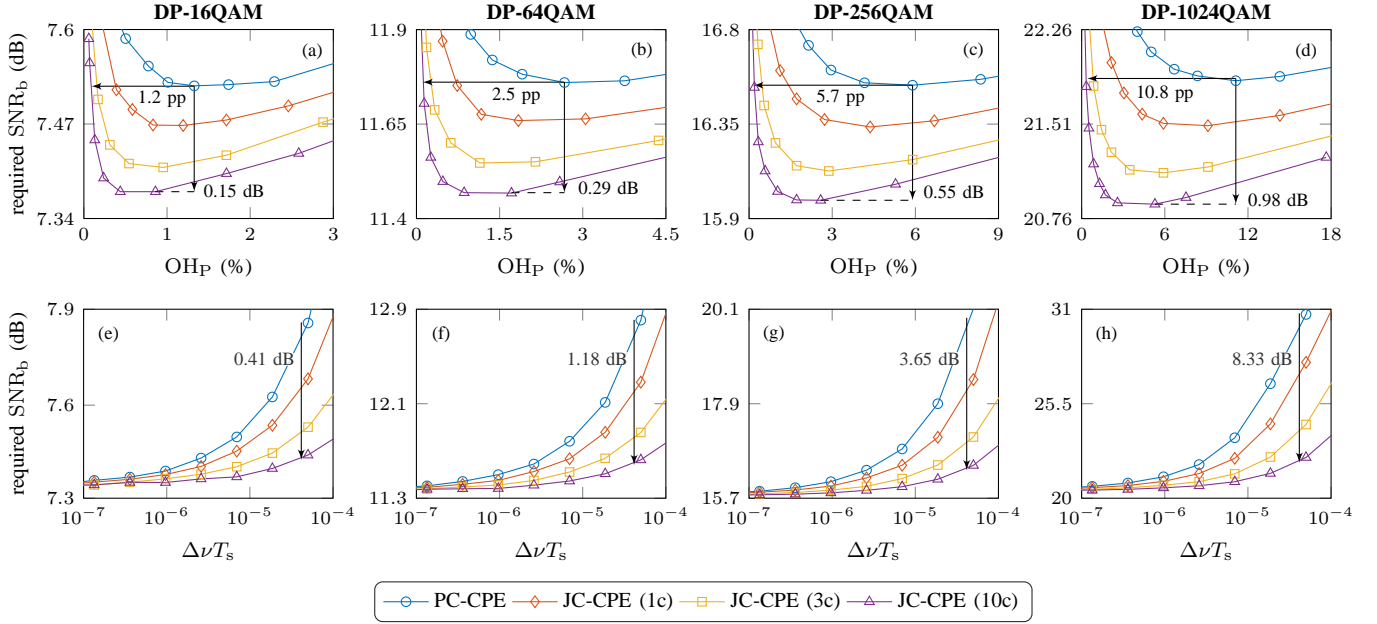 DP-16QAM DP-64QAM DP-256QAM DP-1024QAM
required SNR_b (dB)
7.6
7.47
7.34
(a)
1.2 pp
0.15 dB
0 1 2 3
OH_P (%)
11.9
11.65
11.4
(b)
2.5 pp
0.29 dB
0 1.5 3 4.5
OH_P (%)
16.8
16.35
15.9
(c)
5.7 pp
0.55 dB
0 3 6 9
OH_P (%)
22.26
21.51
20.76
(d)
10.8 pp
0.98 dB
0 6 12 18
OH_P (%)
required SNR_b (dB)
7.9
7.6
7.3
(e)
0.41 dB
10^−7 10^−6 10^−5 10^−4
ΔνT_s
12.9
12.1
11.3
(f)
1.18 dB
10^−7 10^−6 10^−5 10^−4
ΔνT_s
20.1
17.9
15.7
(g)
3.65 dB
10^−7 10^−6 10^−5 10^−4
ΔνT_s
31
25.5
20
(h)
8.33 dB
10^−7 10^−6 10^−5 10^−4
ΔνT_s
PC-CPE JC-CPE (1c) JC-CPE (3c) JC-CPE (10c)